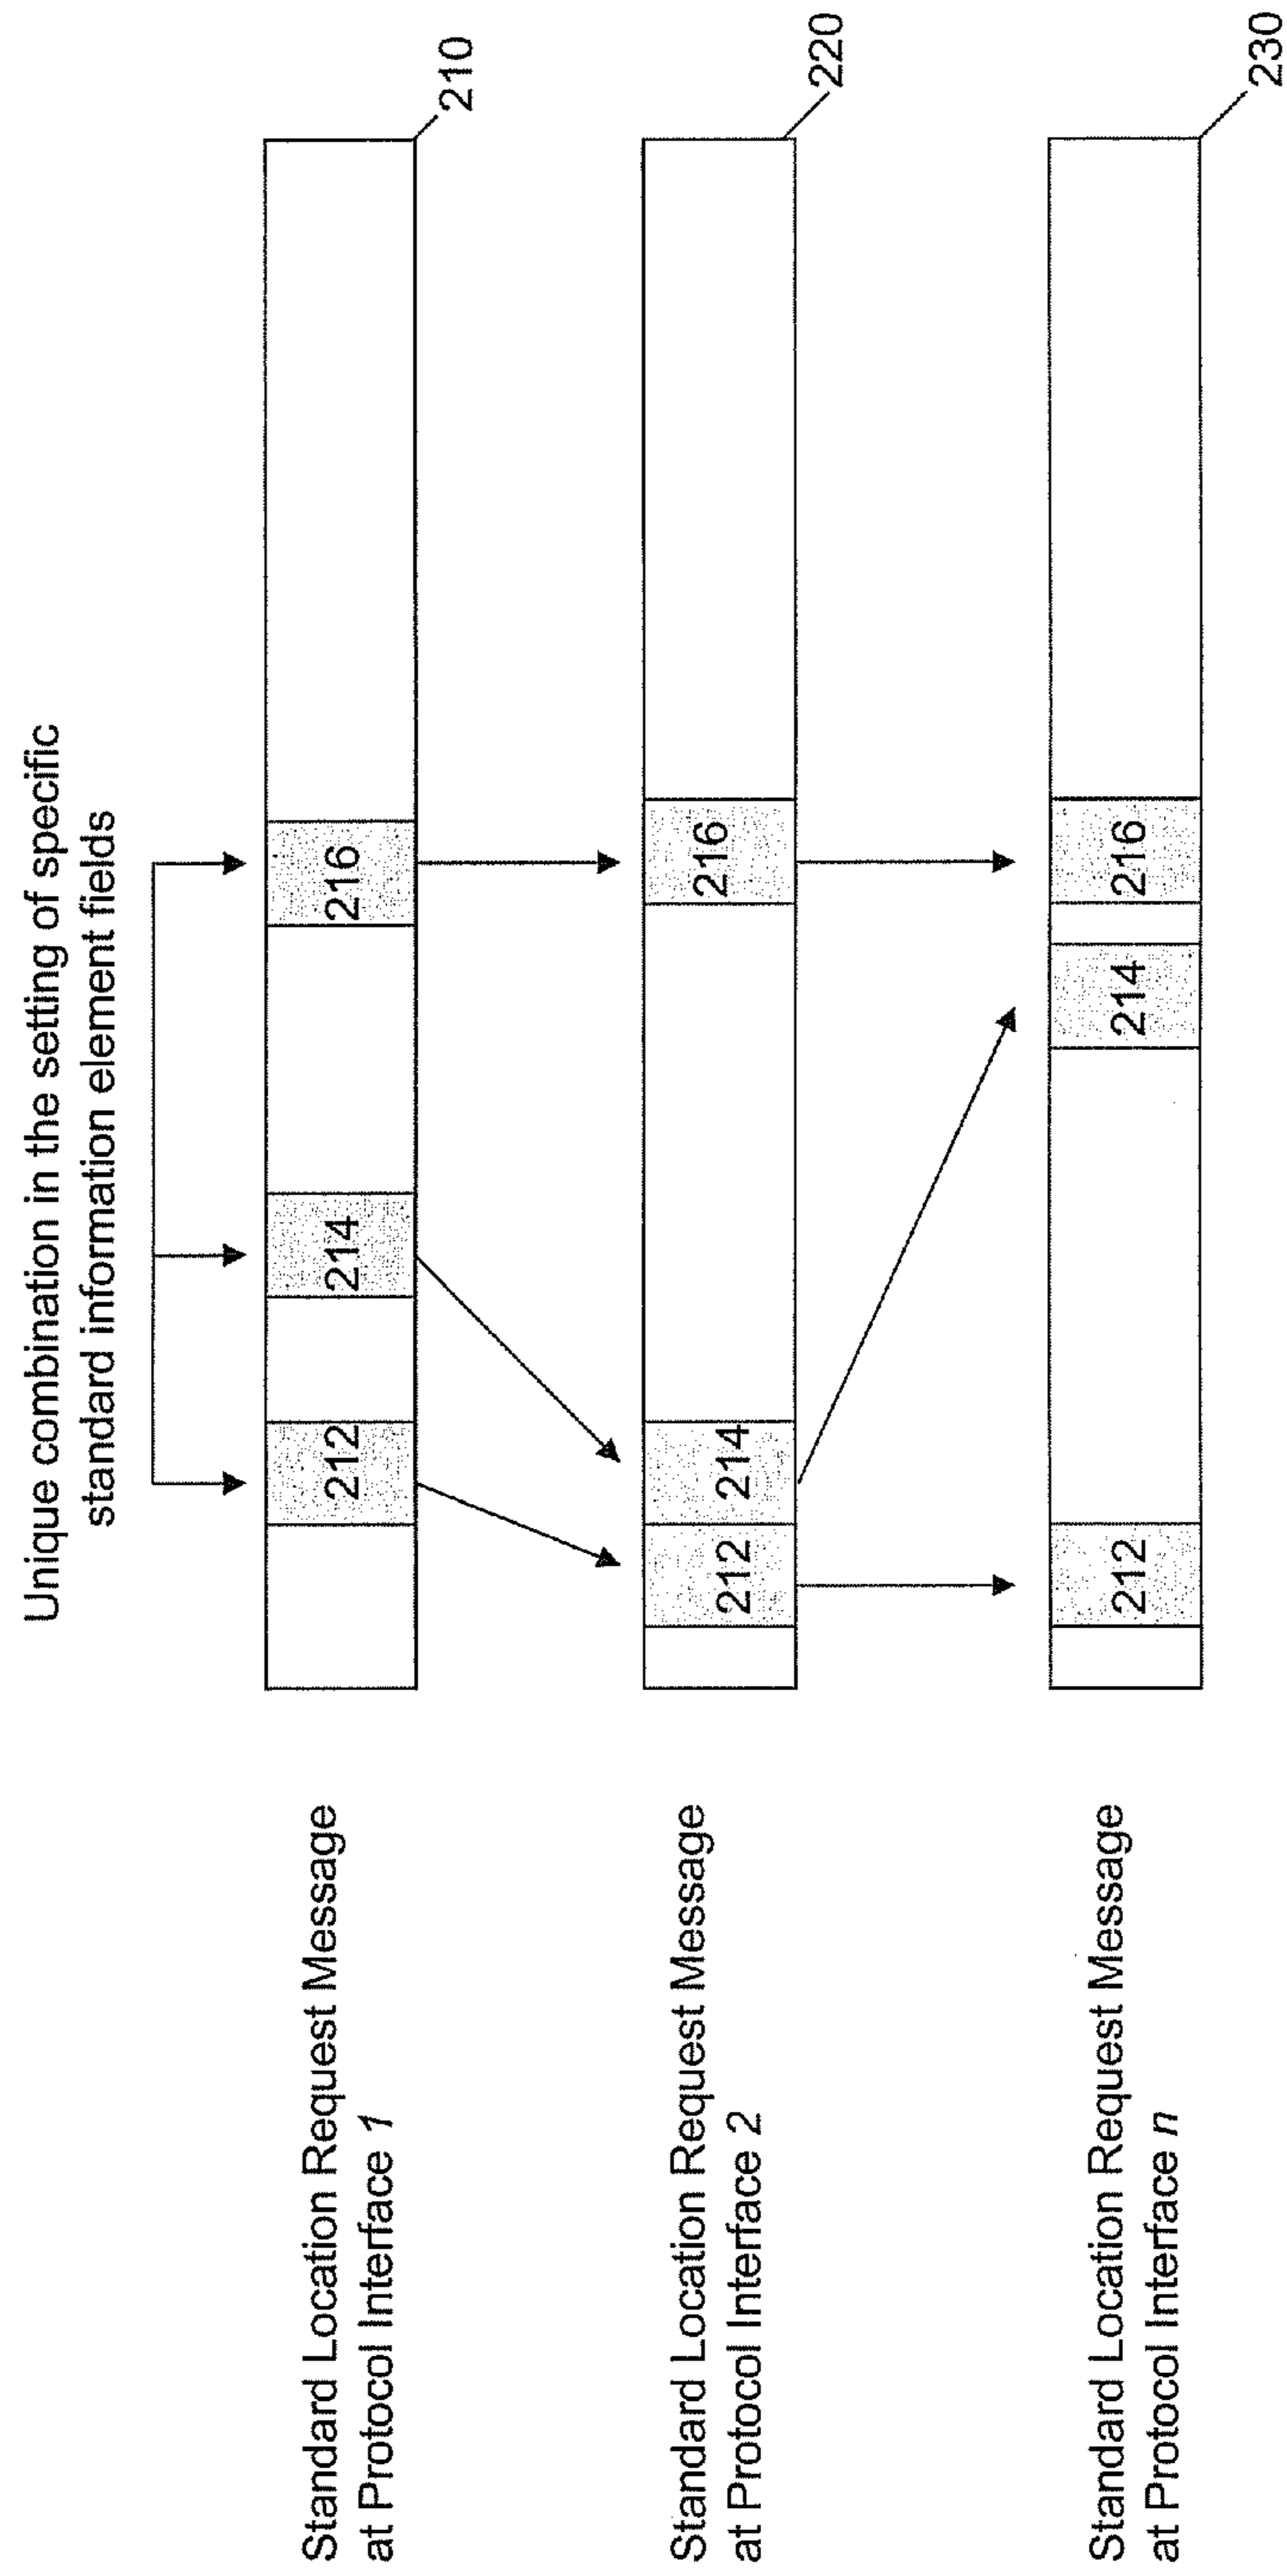 Unique combination in the setting of specific
standard information element fields
Standard Location Request Message
at Protocol Interface 1
212
214
216
210
Standard Location Request Message
at Protocol Interface 2
212
214
216
220
Standard Location Request Message
at Protocol Interface n
212
214
216
230